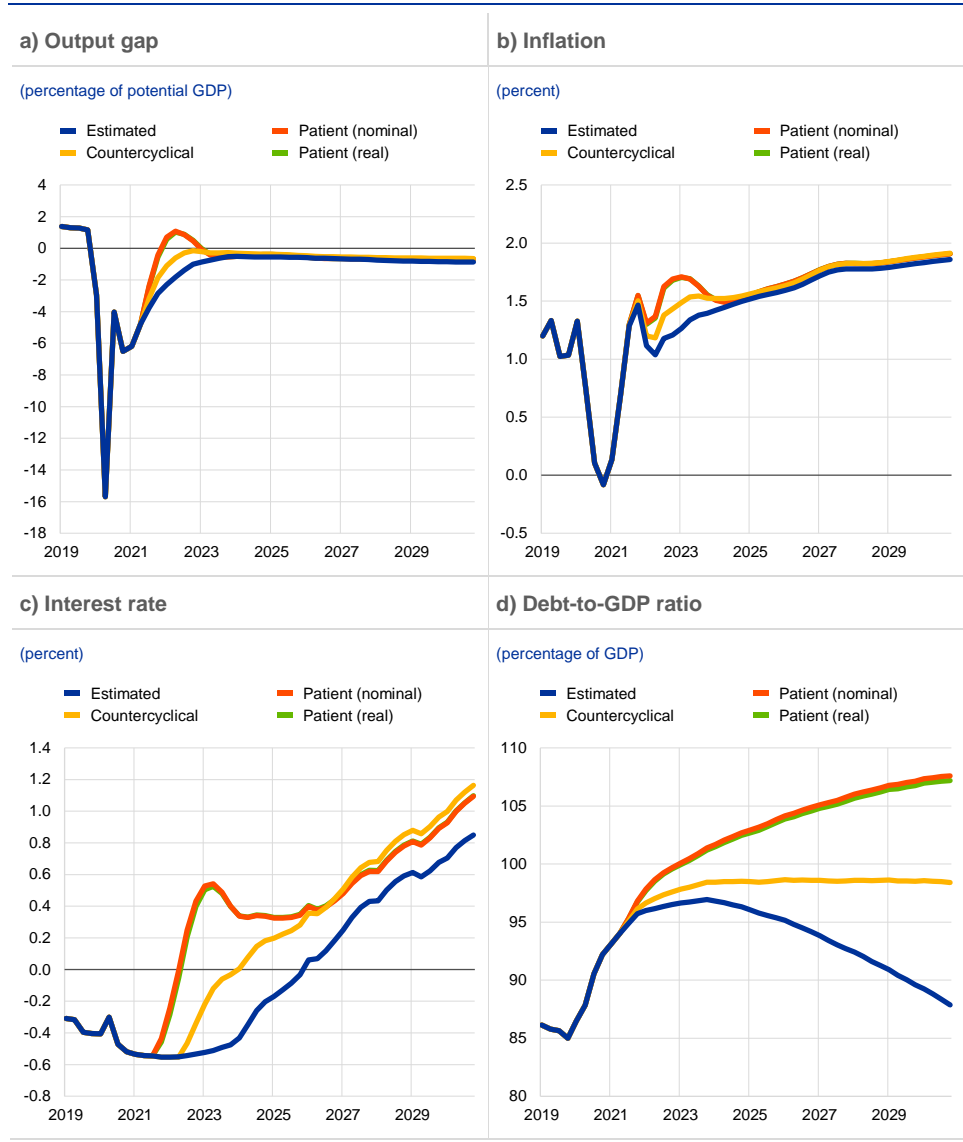 a) Output gap
(percentage of potential GDP)
Estimated Patient (nominal)
Countercyclical Patient (real)
4
2
0
-2
-4
-6
-8
-10
-12
-14
-16
-18
2019 2021 2023 2025 2027 2029
b) Inflation
(percent)
Estimated Patient (nominal)
Countercyclical Patient (real)
2.5
2.0
1.5
1.0
0.5
0.0
-0.5
2019 2021 2023 2025 2027 2029
c) Interest rate
(percent)
Estimated Patient (nominal)
Countercyclical Patient (real)
1.4
1.2
1.0
0.8
0.6
0.4
0.2
0.0
-0.2
-0.4
-0.6
-0.8
2019 2021 2023 2025 2027 2029
d) Debt-to-GDP ratio
(percentage of GDP)
Estimated Patient (nominal)
Countercyclical Patient (real)
110
105
100
95
90
85
80
2019 2021 2023 2025 2027 2029